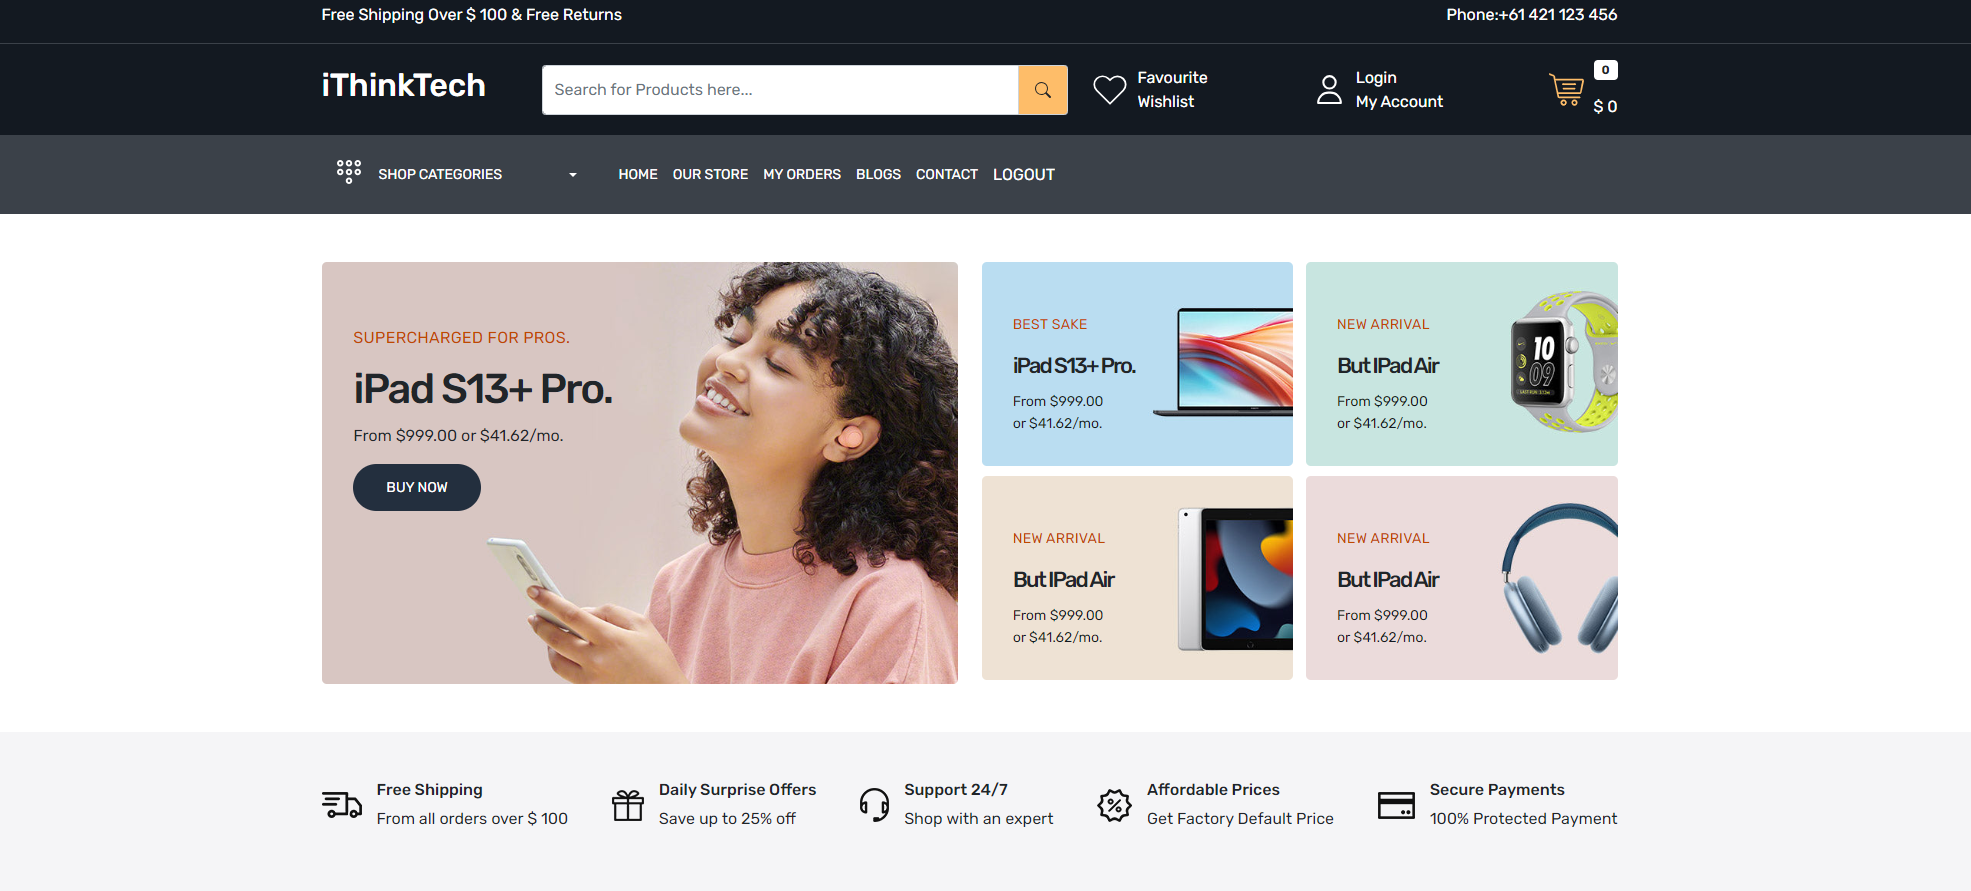 Free Shipping Over $ 100 & Free Returns
Phone:+61 421 123 456
iThinkTech
Search for Products here...
Favourite
Wishlist
Login
My Account
0
$ 0
SHOP CATEGORIES
HOME OUR STORE MY ORDERS BLOGS CONTACT LOGOUT
SUPERCHARGED FOR PROS.
iPad S13+ Pro.
From $999.00 or $41.62/mo.
BUY NOW
BEST SAKE
iPad S13+ Pro.
From $999.00
or $41.62/mo.
NEW ARRIVAL
But IPad Air
From $999.00
or $41.62/mo.
10
09
NEW ARRIVAL
But IPad Air
From $999.00
or $41.62/mo.
NEW ARRIVAL
But IPad Air
From $999.00
or $41.62/mo.
Free Shipping
From all orders over $ 100
Daily Surprise Offers
Save up to 25% off
Support 24/7
Shop with an expert
Affordable Prices
Get Factory Default Price
Secure Payments
100% Protected Payment